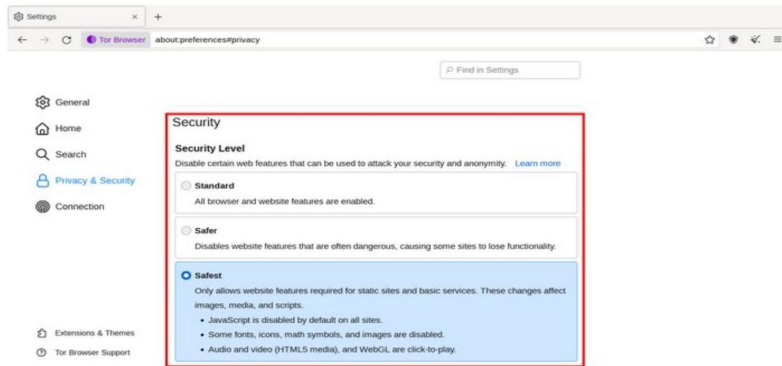 Settings
Tor Browser about:preferences#privacy
Find in Settings
General
Home
Search
Privacy & Security
Connection
Extensions & Themes
Tor Browser Support
Security
Security Level
Disable certain web features that can be used to attack your security and anonymity. Learn more
Standard
All browser and website features are enabled.
Safer
Disables website features that are often dangerous, causing some sites to lose functionality.
Safest
Only allows website features required for static sites and basic services. These changes affect
images, media, and scripts.
• JavaScript is disabled by default on all sites.
• Some fonts, icons, math symbols, and images are disabled.
• Audio and video (HTML5 media), and WebGL are click-to-play.